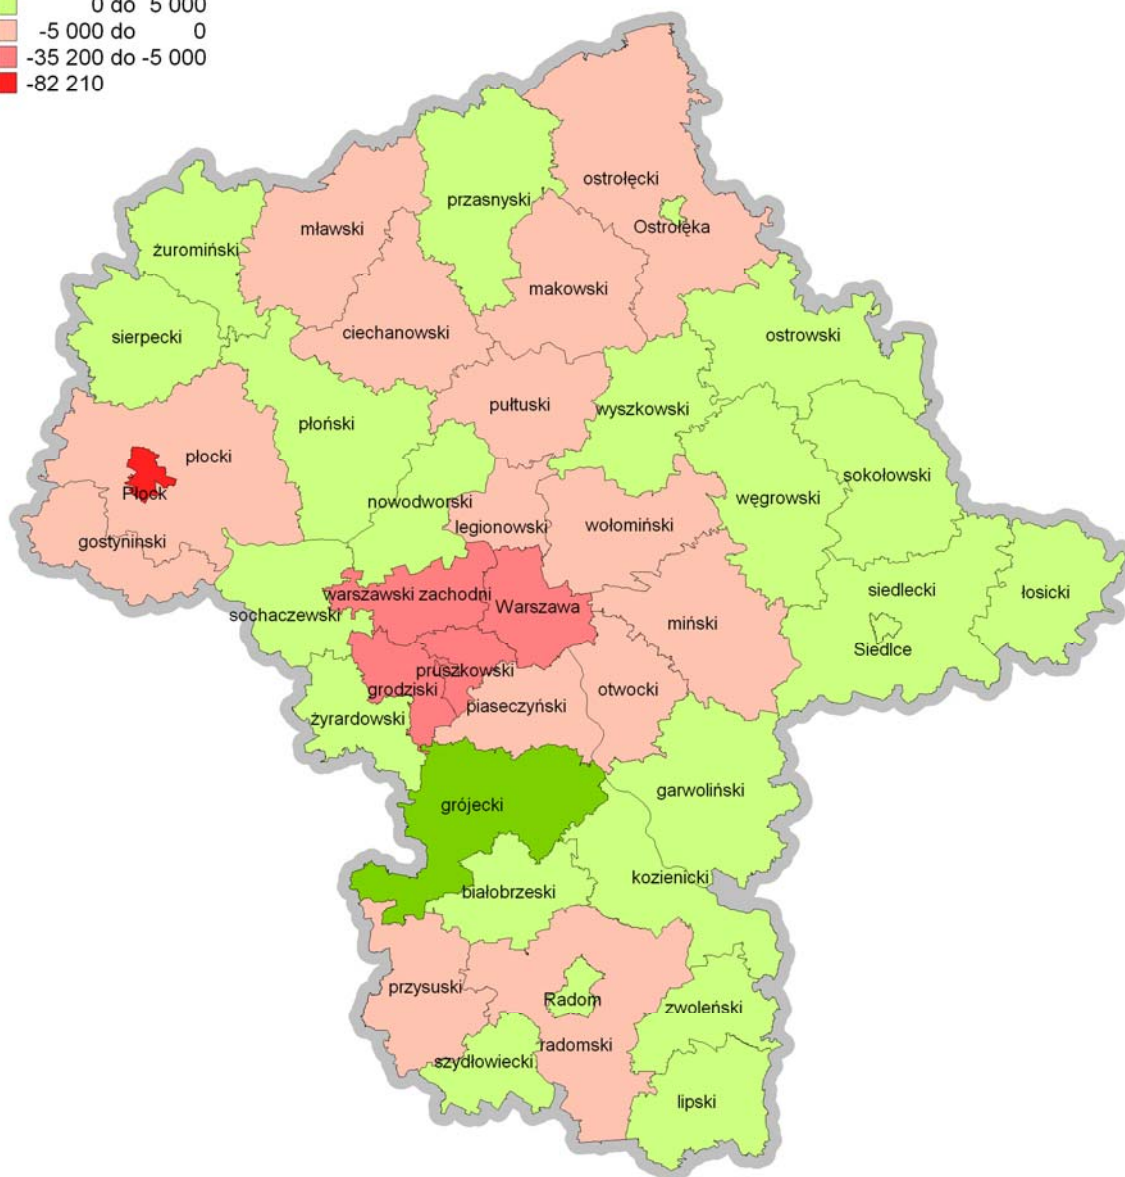 0 do 5 000
-5 000 do 0
-35 200 do -5 000
-82 210
ostrołęcki
przasnyski
Ostrołęka
mławski
żuromiński
makowski
ciechanowski
sierpecki
ostrowski
pułtuski
wyszkowski
płoński
płocki
sokołowski
Płock
węgrowski
nowodworski
legionowski
wołomiński
gostyniński
siedlecki
łosicki
warszawski zachodni
Warszawa
sochaczewski
miński
Siedlce
pruszkowski
grodziski
otwocki
piaseczyński
żyrardowski
garwoliński
grójecki
kozienicki
białobrzeski
przysuski
Radom
zwoleński
radomski
szydłowiecki
lipski